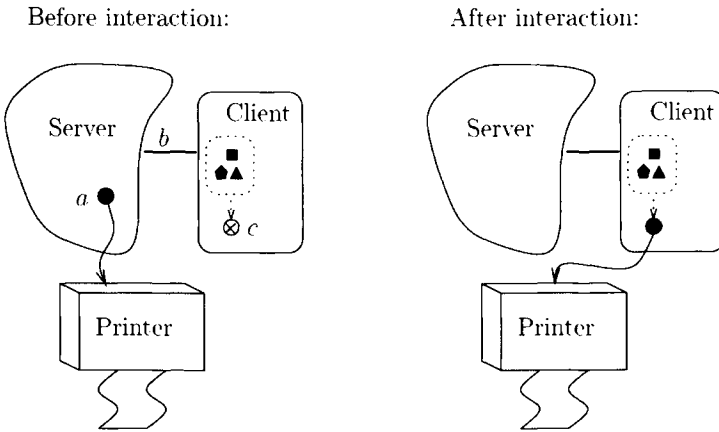 Before interaction:
Server
Client
b
a
c
Printer
After interaction:
Server
Client
Printer